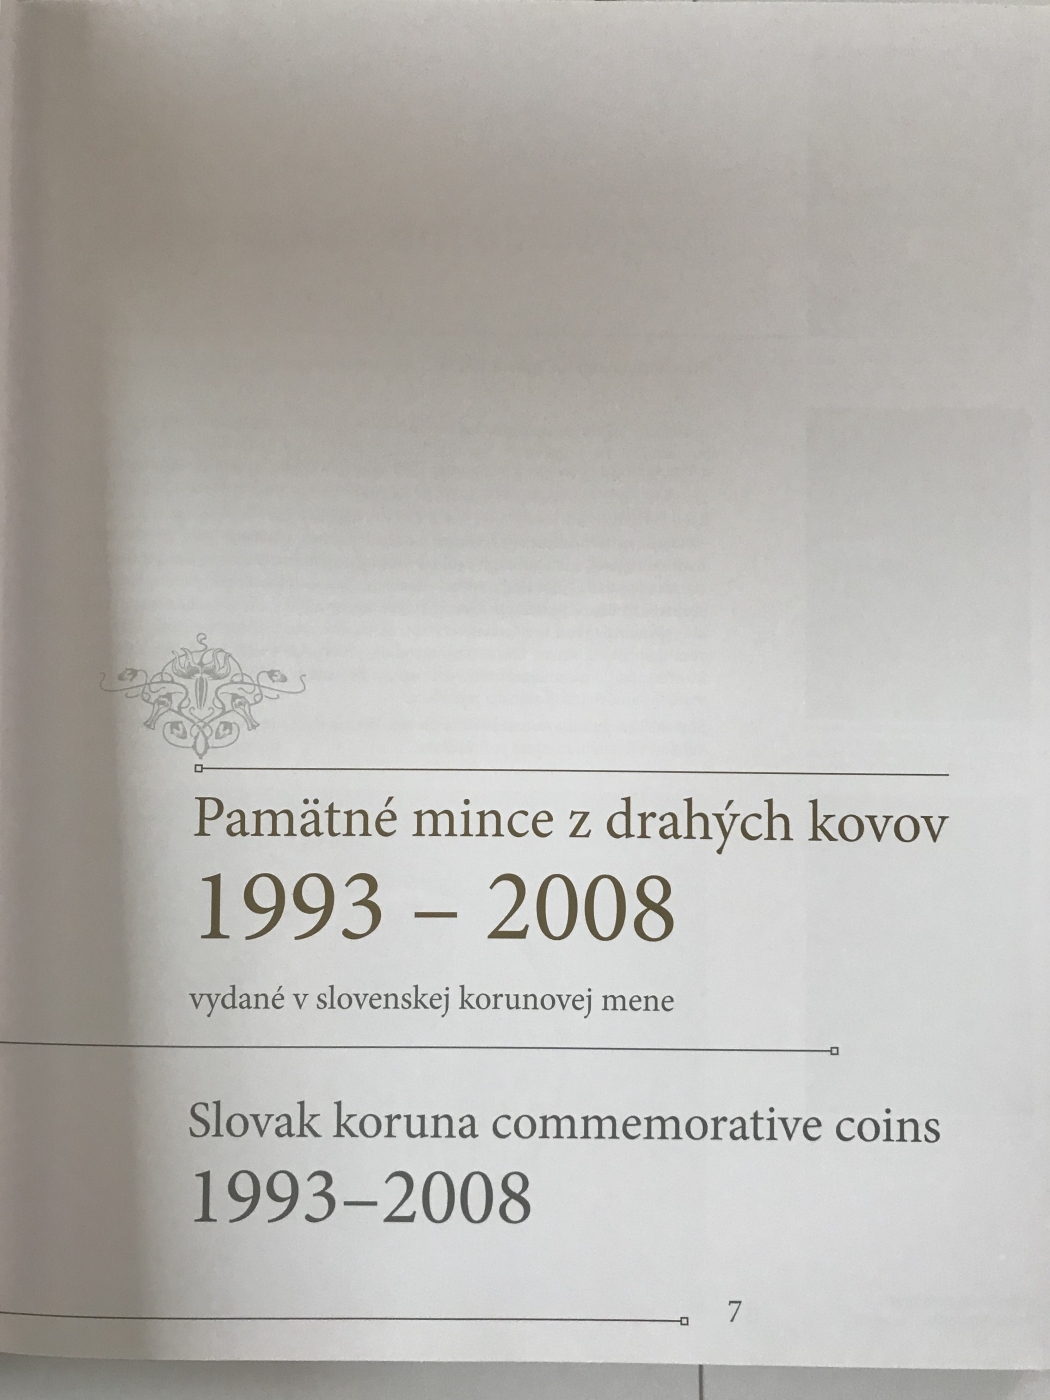 Pamätné mince z drahých kovov
1993 – 2008
vydané v slovenskej korunovej mene
Slovak koruna commemorative coins
1993–2008
7